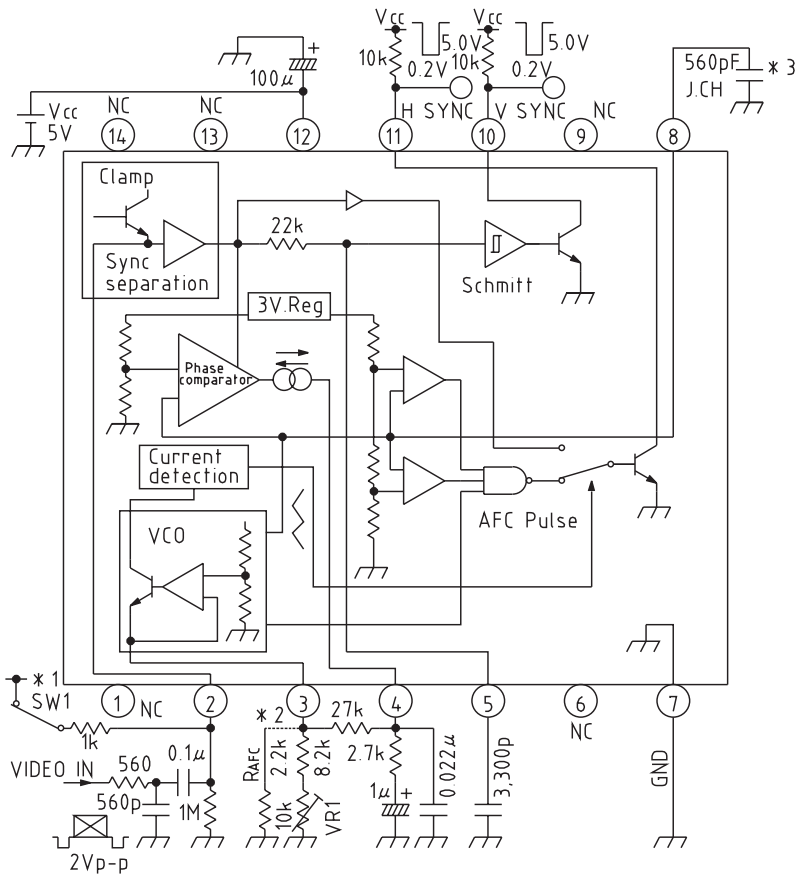 Vcc
Vcc
5.0V
5.0V
10k
10k
0.2V
0.2V
560pF
* 3
J.CH
+
100μ
H SYNC
V SYNC
NC
NC
NC
Vcc
5V
14
13
12
11
10
9
8
Clamp
22k
Sync
separation
Schmitt
3V.Reg
Phase
comparator
Current
detection
VCO
AFC Pulse
1
2
3
4
5
6
7
* 1
SW1
NC
NC
* 2
27k
1k
RAFC
2.2k
8.2k
2.7k
0.022μ
3,300p
GND
VIDEO IN
560
0.1μ
560p
1M
10k
VR1
1μ
+
2Vp-p